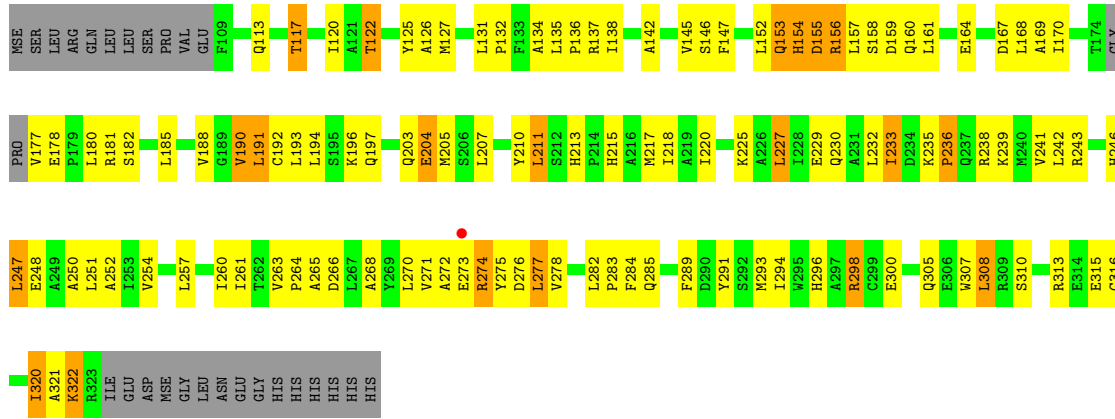 MSE SER LEU ARG GLN LEU LEU SER PRO VAL GLU F109 Q113 T117 I120 A121 T122 Y125 A126 M127 L131 P132 F133 A134 L135 P136 R137 I138 A142 V145 S146 F147 L152 Q153 H154 D155 R156 L157 S158 D159 Q160 L161 E164 D167 L168 A169 I170 T174 GLY
PRO V177 E178 P179 L180 R181 S182 L185 V188 G189 V190 L191 C192 L193 L194 S195 K196 Q197 Q203 E204 M205 S206 L207 Y210 L211 S212 H213 P214 H215 A216 M217 I218 A219 I220 K225 A226 L227 I228 E229 Q230 A231 L232 I233 D234 K235 P236 Q237 R238 K239 M240 V241 L242 R243 H246
L247 E248 A249 A250 L251 A252 I253 V254 L257 I260 I261 T262 V263 P264 A265 D266 L267 A268 Y269 L270 V271 A272 E273 R274 Y275 D276 L277 V278 L282 P283 F284 Q285 F289 D290 Y291 S292 M293 I294 W295 H296 A297 R298 C299 E300 Q305 E306 W307 L308 R309 S310 R313 E314 E315 G316
I320 A321 K322 R323 ILE GLU ASP MSE GLY LEU ASN GLU GLY HIS HIS HIS HIS HIS HIS